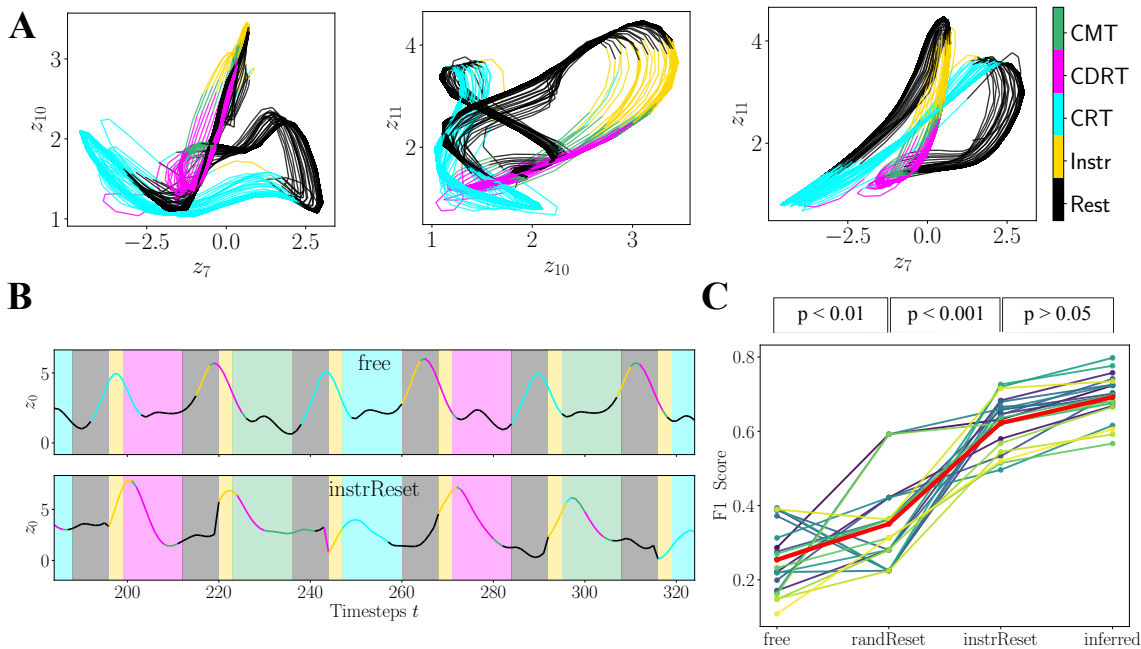 A
3
2
1
z10
−2.5
0.0
2.5
z7
4
2
z11
1
2
3
z10
4
2
z11
−2.5
0.0
2.5
z7
CMT
CDRT
CRT
Instr
Rest
B
free
5
0
z0
instrReset
5
0
z0
200
220
240
260
280
300
320
Timesteps t
C
p < 0.01
p < 0.001
p > 0.05
0.8
0.6
0.4
0.2
F1 Score
free
randReset
instrReset
inferred